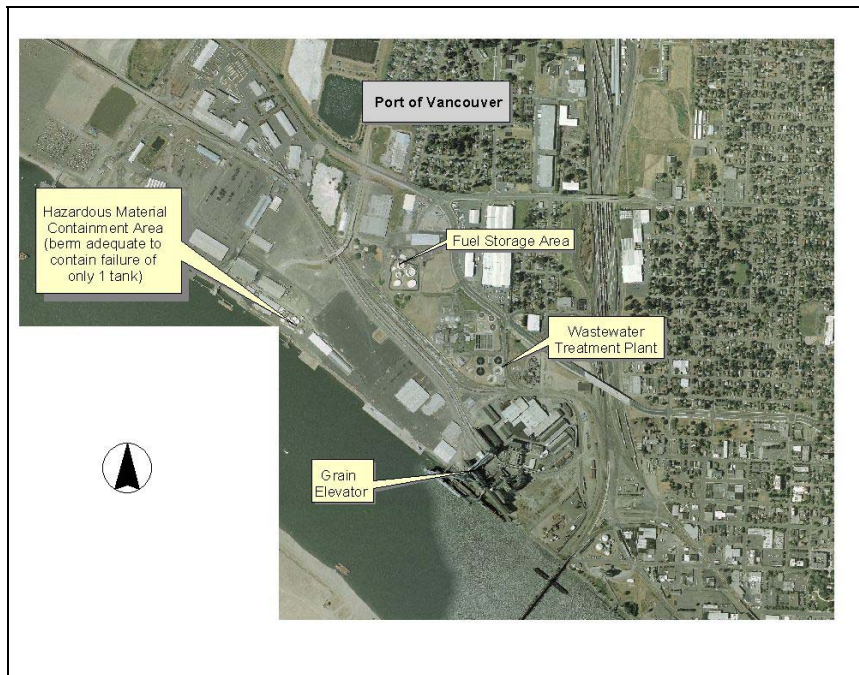 Port of Vancouver
Hazardous Material
Containment Area
(berm adequate to
contain failure of
only 1 tank)
Fuel Storage Area
Wastewater
Treatment Plant
Grain
Elevator